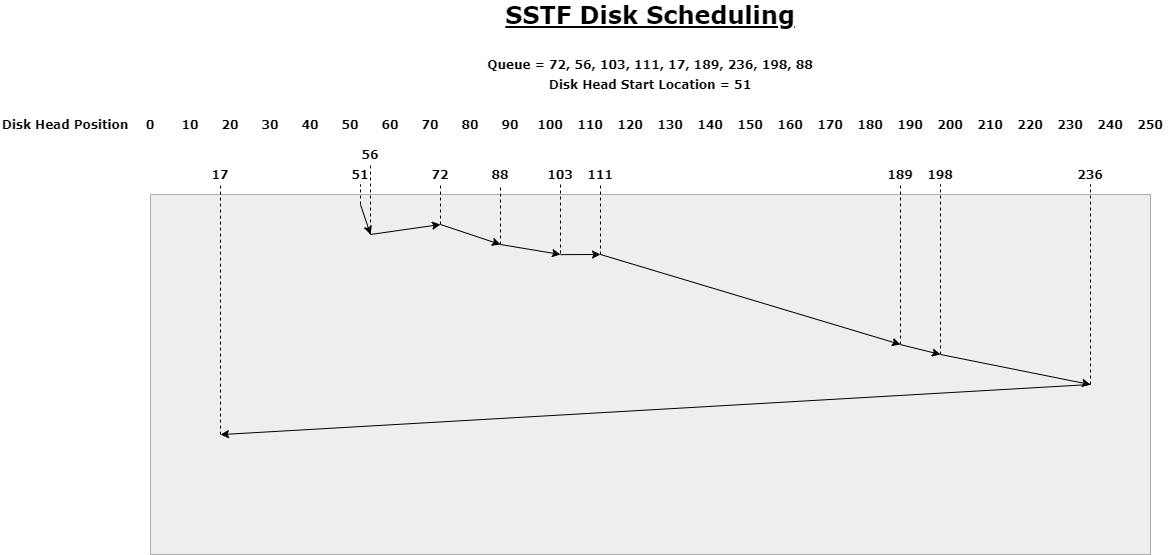 SSTF Disk Scheduling
Queue = 72, 56, 103, 111, 17, 189, 236, 198, 88
Disk Head Start Location = 51
Disk Head Position 0 10 20 30 40 50 60 70 80 90 100 110 120 130 140 150 160 170 180 190 200 210 220 230 240 250
56
17 51 72 88 103 111 189 198 236